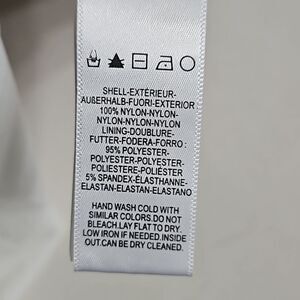 SHELL-EXTÉRIEUR-
AUßERHALB-FUORI-EXTERIOR
100% NYLON-NYLON-
NYLON-NYLON-NYLON
LINING-DOUBLURE-
FUTTER-FODERA-FORRO :
95% POLYESTER-
POLYESTER-POLYESTER-
POLIESTERE-POLIÉSTER
5% SPANDEX-ÉLASTHANNE-
ELASTAN-ELASTAN-ELASTANO
HAND WASH COLD WITH
SIMILAR COLORS.DO NOT
BLEACH.LAY FLAT TO DRY.
LOW IRON IF NEEDED.INSIDE
OUT.CAN BE DRY CLEANED.